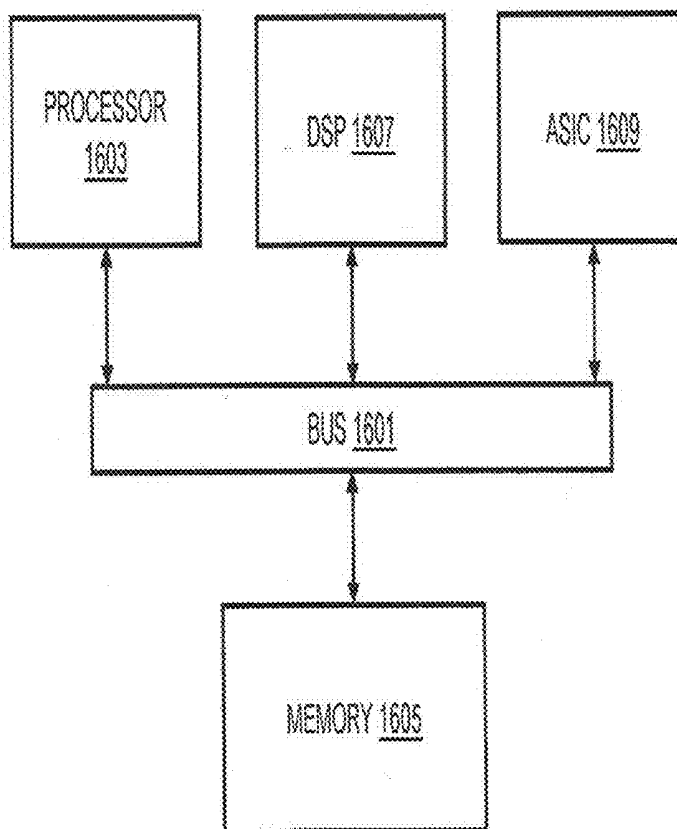 PROCESSOR
1603
DSP 1607
ASIC 1609
BUS 1601
MEMORY 1605